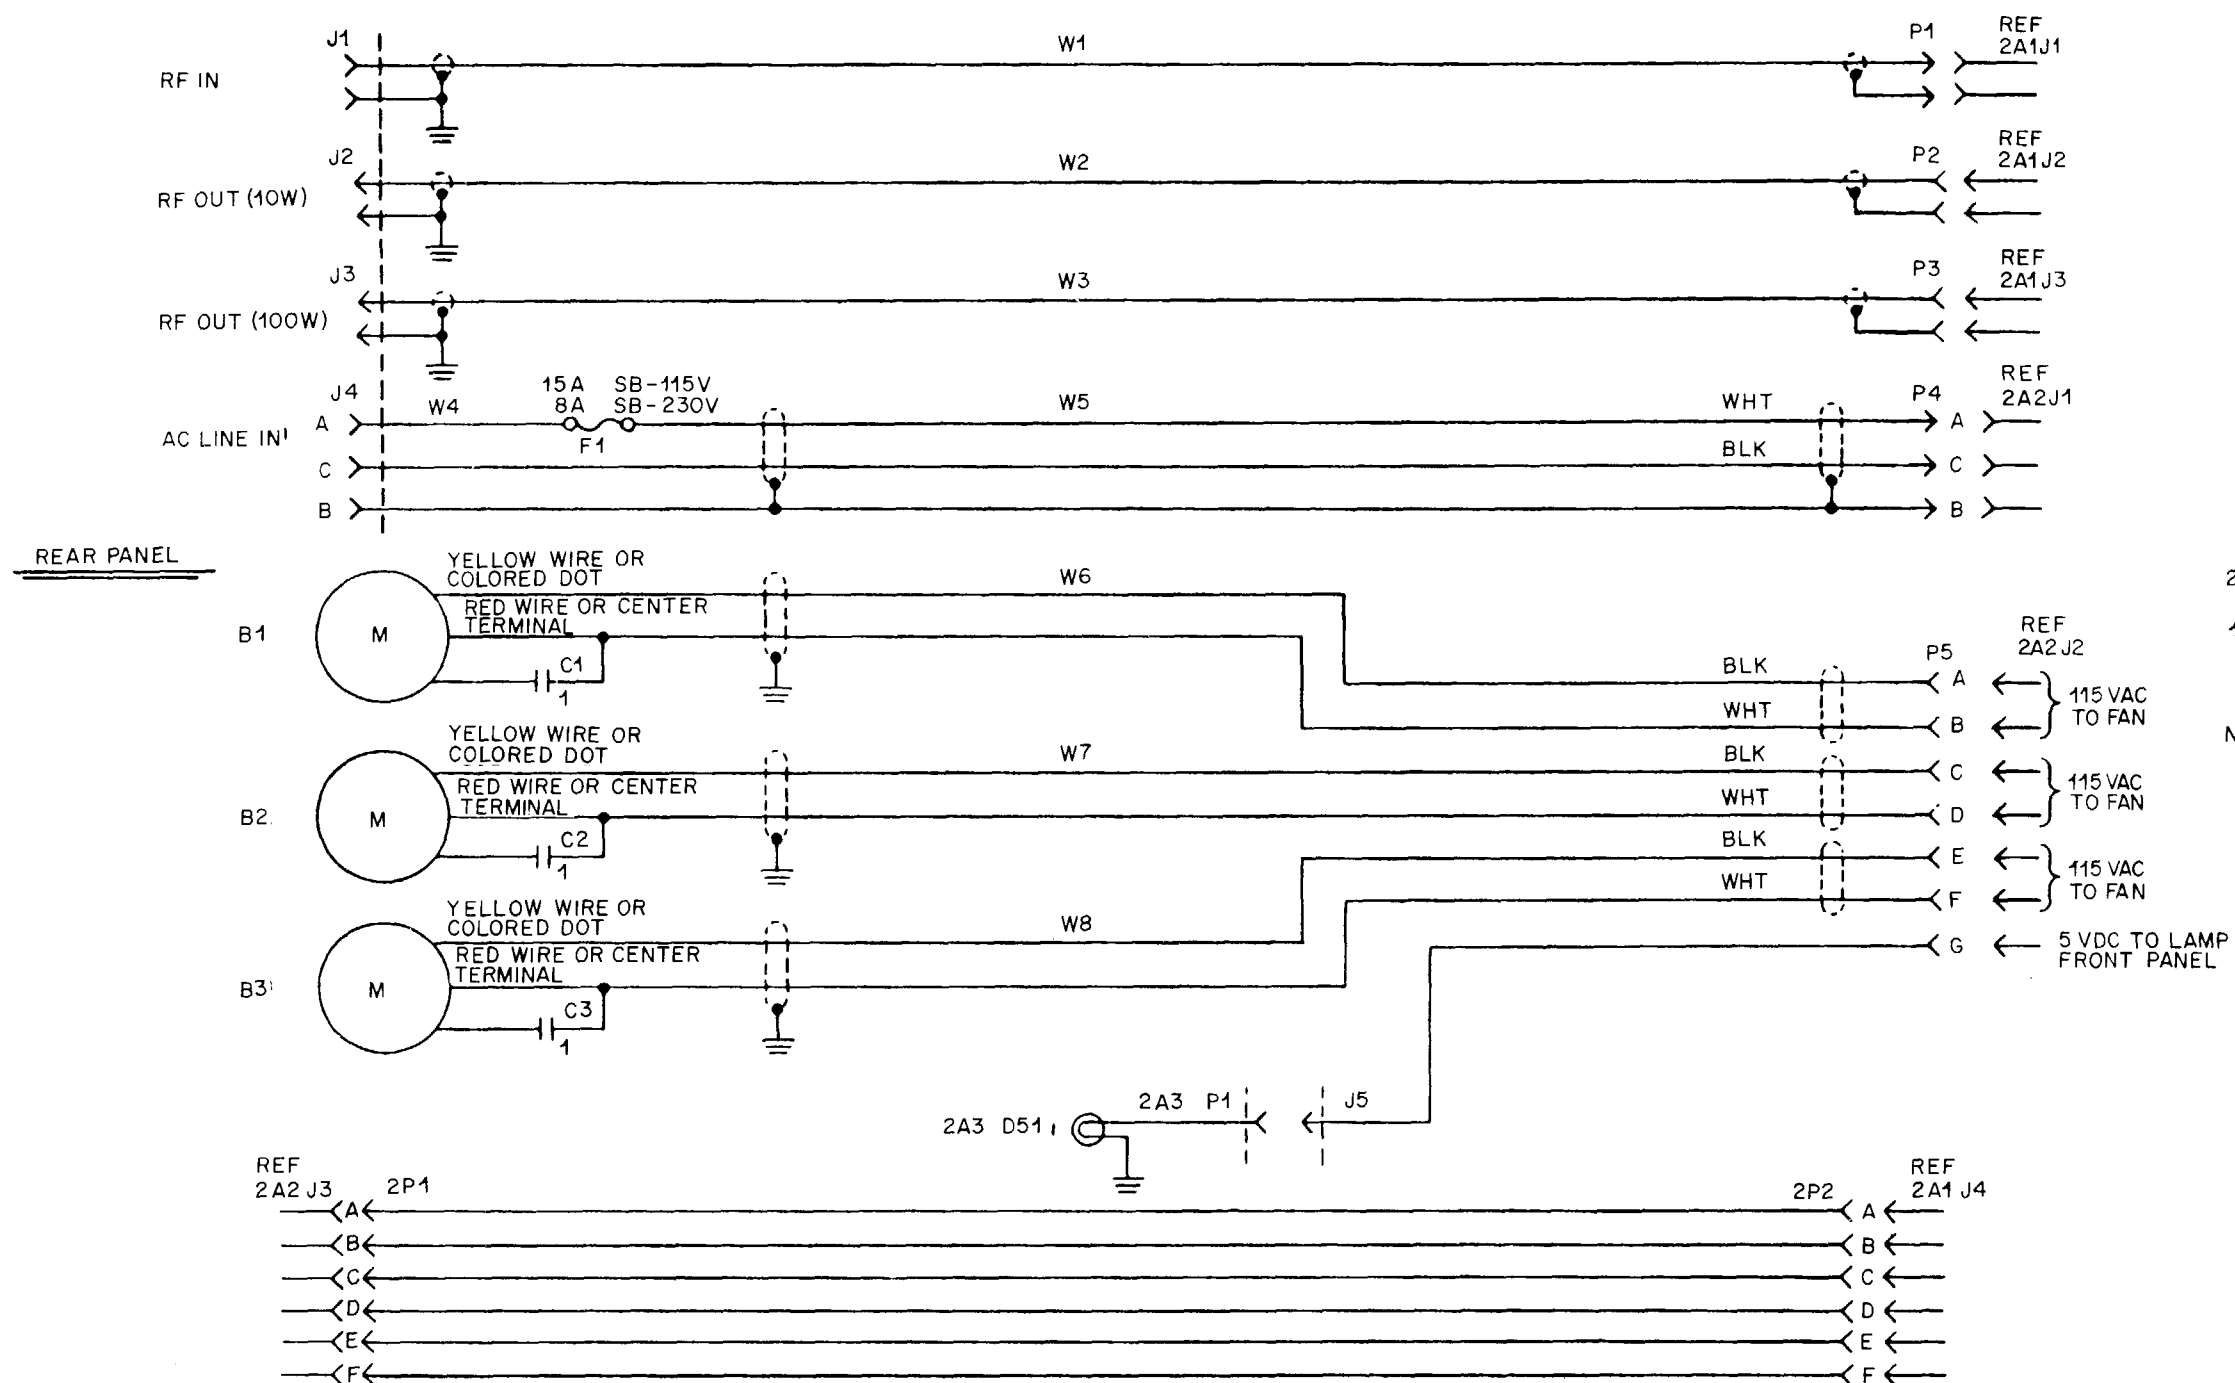 J1
W1
P1
REF
2A1J1
RF IN
J2
W2
P2
REF
2A1J2
RF OUT (10W)
J3
W3
P3
REF
2A1J3
RF OUT (100W)
J4
W4
15A SB-115V
8A SB-230V
F1
W5
WHT
P4
REF
2A2J1
AC LINE IN
A
A
C
BLK
C
B
B
REAR PANEL
YELLOW WIRE OR
COLORED DOT
W6
RED WIRE OR CENTER
TERMINAL
B1
M
C1
1
P5
REF
2A2J2
BLK
A
WHT
B
115 VAC
TO FAN
YELLOW WIRE OR
COLORED DOT
W7
RED WIRE OR CENTER
TERMINAL
B2
M
C2
1
BLK
C
WHT
D
115 VAC
TO FAN
BLK
E
WHT
F
115 VAC
TO FAN
YELLOW WIRE OR
COLORED DOT
W8
RED WIRE OR CENTER
TERMINAL
B3
M
C3
1
G
5 VDC TO LAMP
FRONT PANEL
2A3 D51
2A3 P1
J5
REF
2A2J3
2P1
2P2
REF
2A1J4
A
A
B
B
C
C
D
D
E
E
F
F